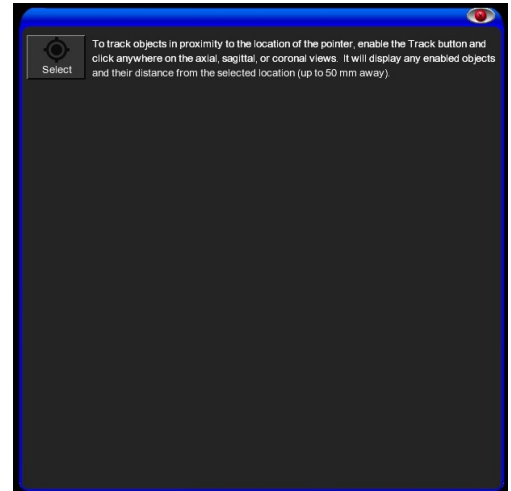 To track objects in proximity to the location of the pointer, enable the Track button and
click anywhere on the axial, sagittal, or coronal views. It will display any enabled objects
and their distance from the selected location (up to 50 mm away).
Select